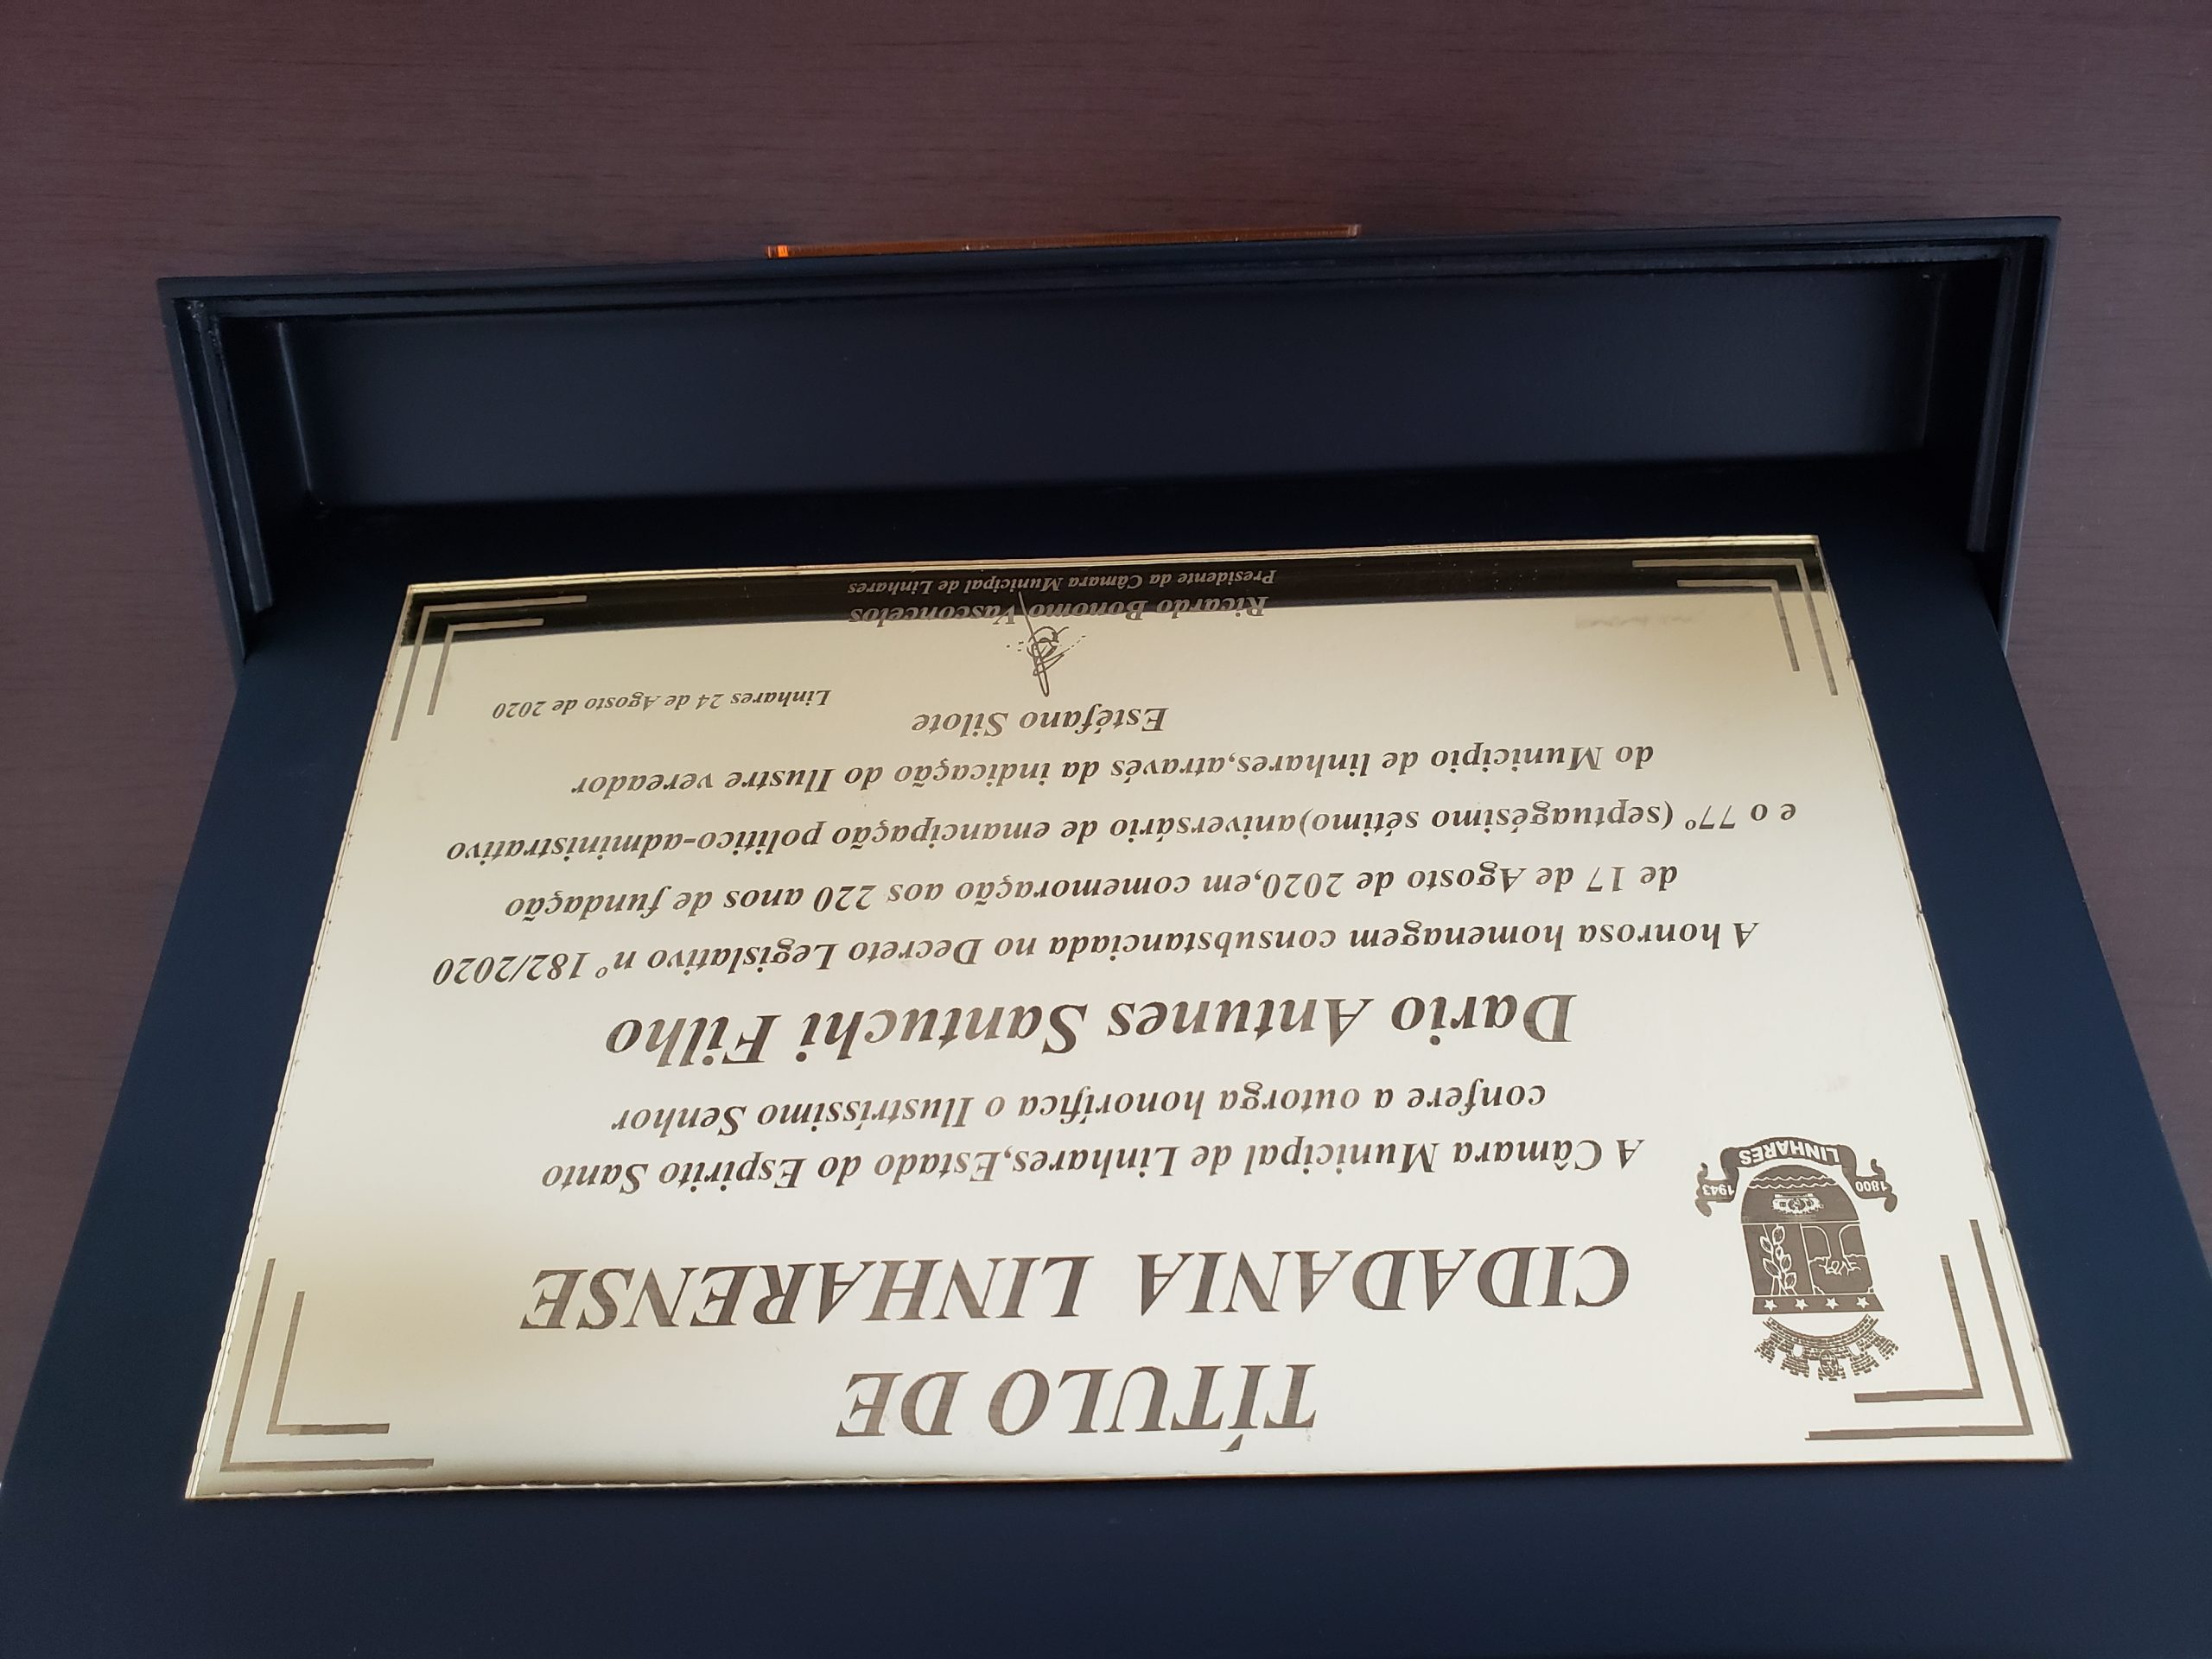 TÍTULO DE
CIDADANIA LINHARENSE
1800 1943
LINHARES
A Câmara Municipal de Linhares,Estado do Espirito Santo
confere a outorga honorífica o Ilustríssimo Senhor
Dario Antunes Santuchi Filho
A honrosa homenagem consubstanciada no Decreto Legislativo nº 182/2020
de 17 de Agosto de 2020,em comemoração aos 220 anos de fundação
e o 77º (septuagésimo sétimo)aniversário de emancipação politico-administrativo
do Municipio de linhares,através da indicação do Ilustre vereador
Estéfano Silote
Linhares 24 de Agosto de 2020
Ricardo Bonomo Vasconcelos
Presidente da Câmara Municipal de Linhares